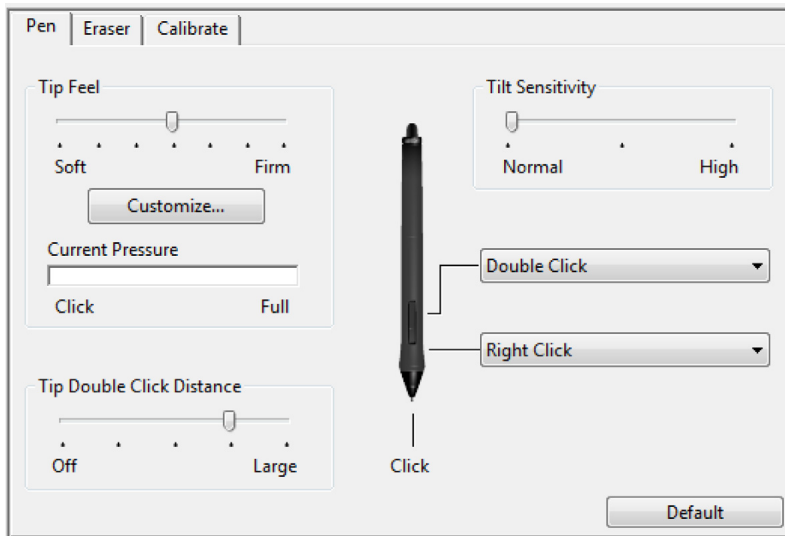 Pen
Eraser
Calibrate
Tip Feel
Soft
Firm
Customize...
Current Pressure
Click
Full
Tip Double Click Distance
Off
Large
Tilt Sensitivity
Normal
High
Double Click
Right Click
Click
Default